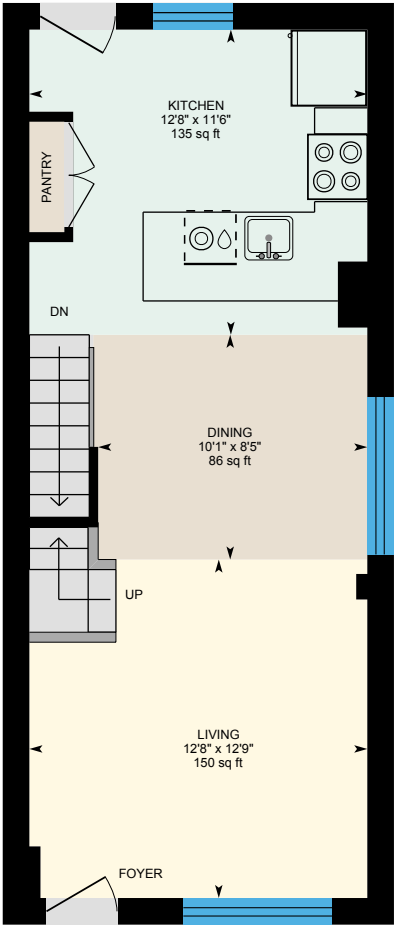 KITCHEN
12'8" x 11'6"
135 sq ft
PANTRY
DN
DINING
10'1" x 8'5"
86 sq ft
UP
LIVING
12'8" x 12'9"
150 sq ft
FOYER